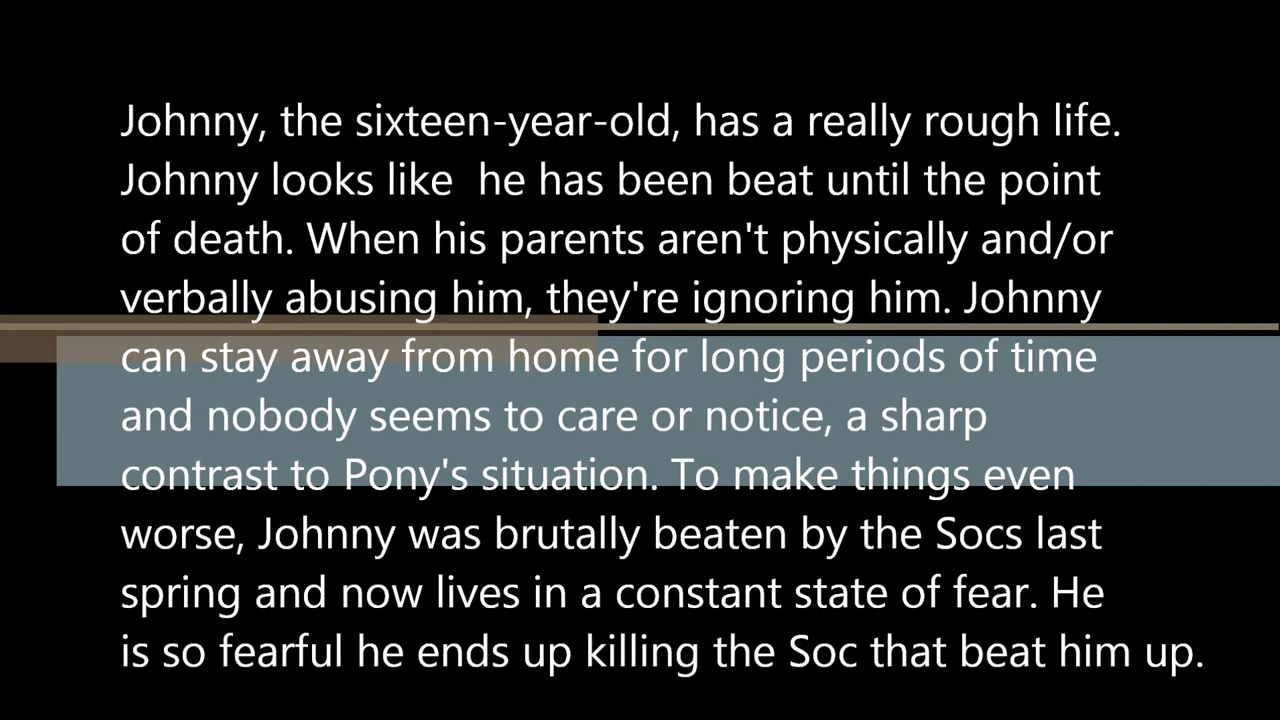 Johnny, the sixteen-year-old, has a really rough life.
Johnny looks like  he has been beat until the point
of death. When his parents aren't physically and/or
verbally abusing him, they're ignoring him. Johnny
can stay away from home for long periods of time
and nobody seems to care or notice, a sharp
contrast to Pony's situation. To make things even
worse, Johnny was brutally beaten by the Socs last
spring and now lives in a constant state of fear. He
is so fearful he ends up killing the Soc that beat him up.